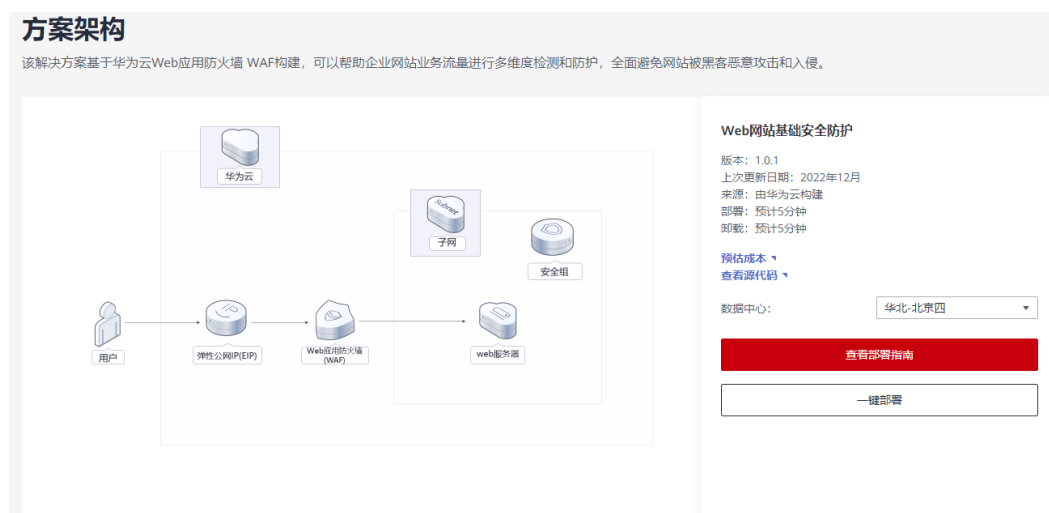 方案架构
该解决方案基于华为云Web应用防火墙 WAF构建，可以帮助企业网站业务流量进行多维度检测和防护，全面避免网站被黑客恶意攻击和入侵。
华为云
Subnet
子网
安全组
IP
用户
弹性公网IP(EIP)
Web应用防火墙
(WAF)
web服务器
Web网站基础安全防护
版本：1.0.1
上次更新日期：2022年12月
来源：由华为云构建
部署：预计5分钟
卸载：预计5分钟
预估成本
查看源代码
数据中心：
华北-北京四
查看部署指南
一键部署